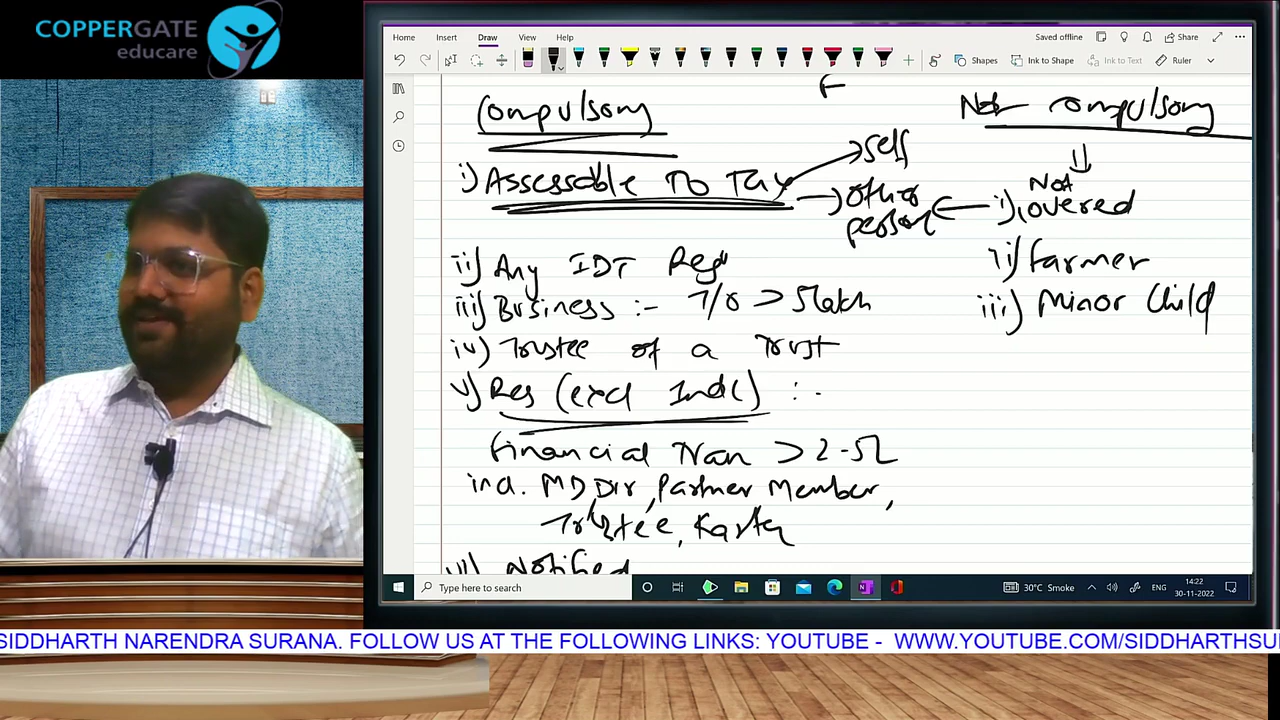 COPPERGATE
educare
Home Insert Draw View Help
Saved offline
Share
Shapes
Ink to Shape
Ink to Text
Ruler
Compulsory
Not compulsory
i) Assessable To Tax
self
other person
i) Not covered
ii) Any IDT Regn
ii) farmer
iii) Business :- T/O > 5lakh
iii) Minor Child
iv) Trustee of a Trust
v) Res (excl Indl) :-
financial Tran > 2.5L
incl. MD, Dir, Partner Member,
Trustee, Karta
vi) Notified
Type here to search
30°C Smoke
ENG
14:22
30-11-2022
SIDDHARTH NARENDRA SURANA. FOLLOW US AT THE FOLLOWING LINKS: YOUTUBE - WWW.YOUTUBE.COM/SIDDHARTHSU